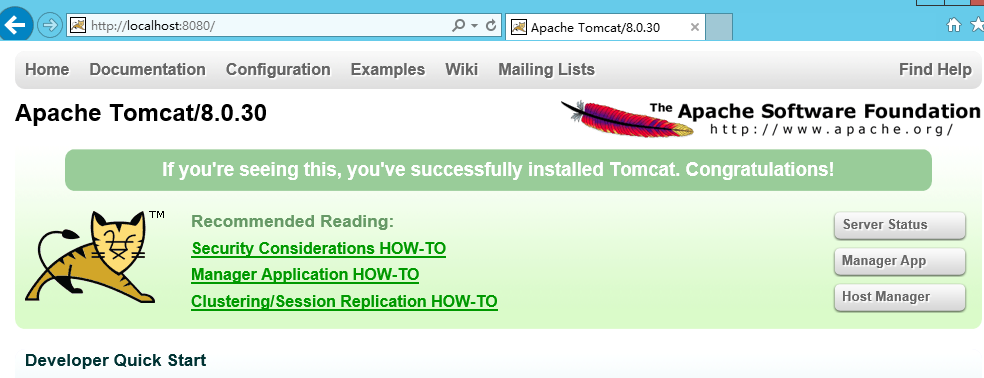 http://localhost:8080/
Apache Tomcat/8.0.30
Home Documentation Configuration Examples Wiki Mailing Lists Find Help
Apache Tomcat/8.0.30
The Apache Software Foundation
http://www.apache.org/
If you're seeing this, you've successfully installed Tomcat. Congratulations!
TM
Recommended Reading:
Security Considerations HOW-TO
Manager Application HOW-TO
Clustering/Session Replication HOW-TO
Server Status
Manager App
Host Manager
Developer Quick Start